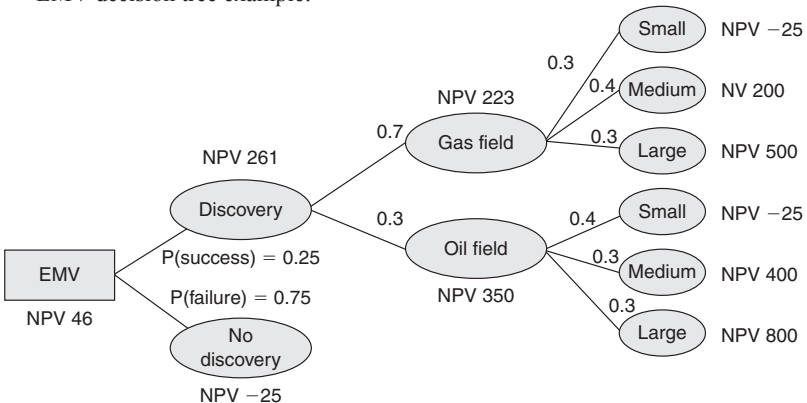 EMV decision tree example.
Small NPV −25
0.3
0.4 Medium NV 200
NPV 223
0.7 Gas field 0.3 Large NPV 500
NPV 261
Discovery 0.3 0.4 Small NPV −25
Oil field
P(success) = 0.25
EMV 0.3 Medium NPV 400
P(failure) = 0.75 NPV 350
NPV 46 0.3
No
discovery
Large NPV 800
NPV −25